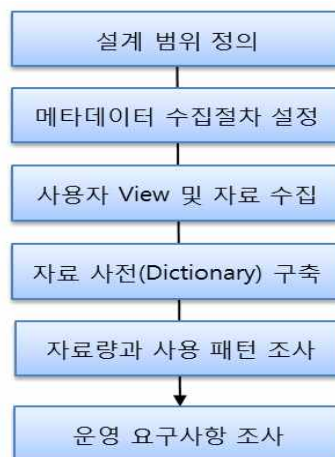 설계 범위 정의
메타데이터 수집절차 설정
사용자 View 및 자료 수집
자료 사전(Dictionary) 구축
자료량과 사용 패턴 조사
운영 요구사항 조사